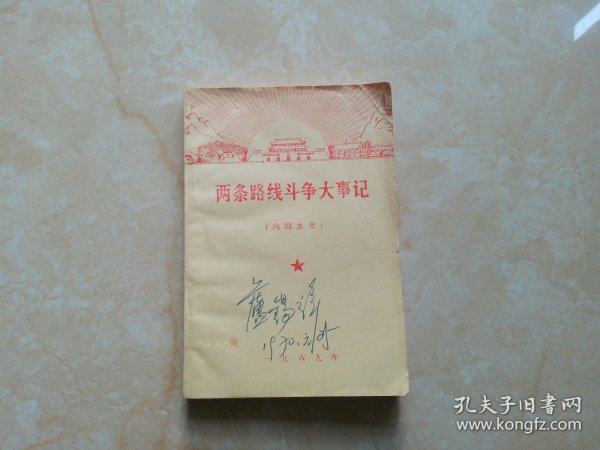 两条路线斗争大事记
(内部参考)
一九六九年
孔夫子旧书网
www.kongfz.com